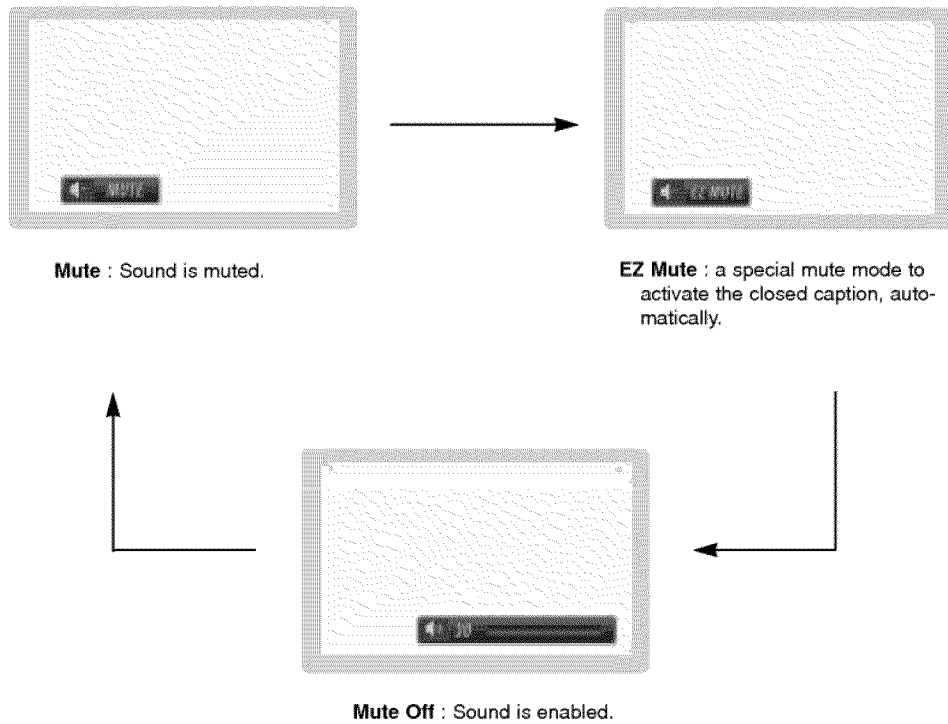 MUTE
EZ MUTE
Mute : Sound is muted.
EZ Mute : a special mute mode to
activate the closed caption, auto-
matically.
30
Mute Off : Sound is enabled.